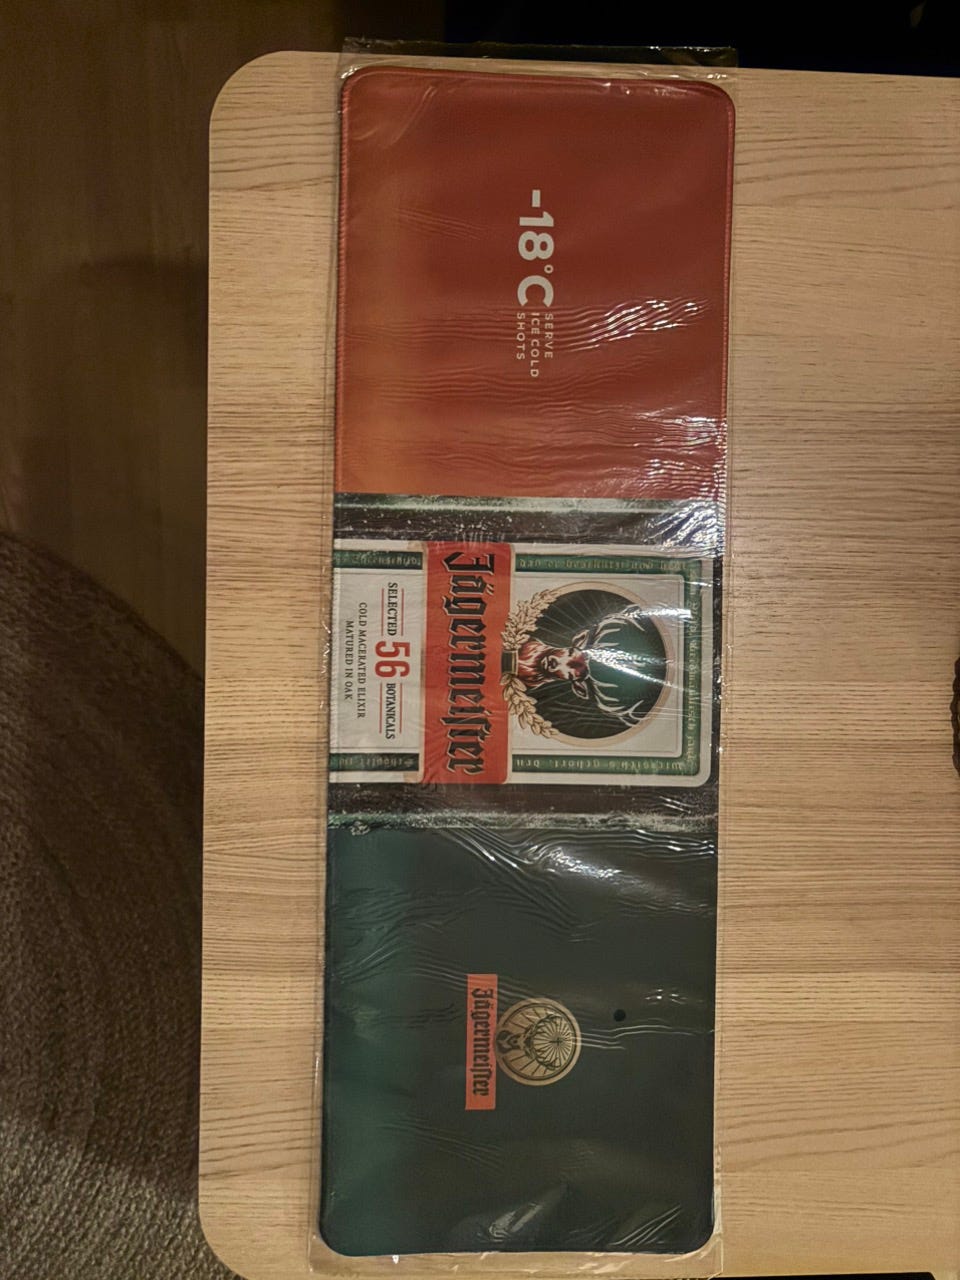 -18°C
SERVE
ICE COLD
SHOTS
Jägermeiſter
SELECTED 56 BOTANICALS
COLD MACERATED ELIXIR
MATURED IN OAK
Jägermeiſter